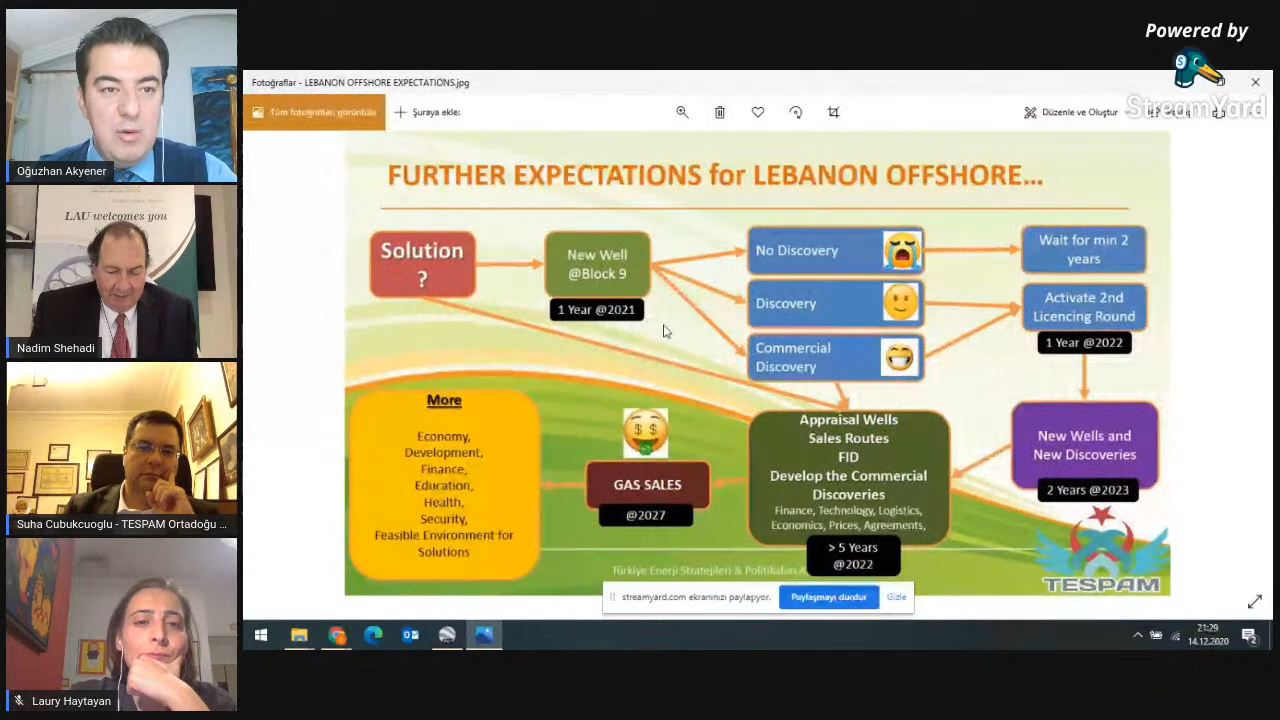 Powered by
StreamYard
Fotoğraflar - LEBANON OFFSHORE EXPECTATIONS.jpg
Tüm fotoğrafları görüntüle
Şuraya ekle:
Düzenle ve Oluştur
FURTHER EXPECTATIONS for LEBANON OFFSHORE...
Solution
?
New Well
@Block 9
1 Year @2021
No Discovery
Discovery
Commercial
Discovery
Wait for min 2
years
Activate 2nd
Licencing Round
1 Year @2022
New Wells and
New Discoveries
2 Years @2023
Appraisal Wells
Sales Routes
FID
Develop the Commercial
Discoveries
Finance, Technology, Logistics,
Economics, Prices, Agreements,
> 5 Years
@2022
GAS SALES
@2027
More
Economy,
Development,
Finance,
Education,
Health,
Security,
Feasible Environment for
Solutions
Türkiye Enerji Stratejileri & Politikaları A
TESPAM
streamyard.com ekranınızı paylaşıyor.
Paylaşmayı durdur
Gizle
21:29
14.12.2020
2
Oğuzhan Akyener
LAU welcomes you
Nadim Shehadi
Suha Cubukcuoglu - TESPAM Ortadoğu ...
Laury Haytayan